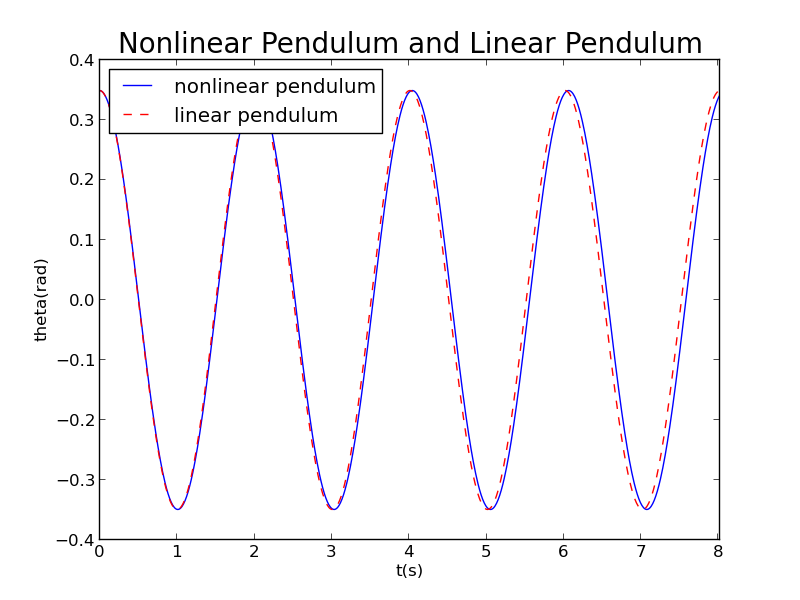 Nonlinear Pendulum and Linear Pendulum
nonlinear pendulum
linear pendulum
0.4
0.3
0.2
0.1
0.0
−0.1
−0.2
−0.3
−0.4
theta(rad)
0 1 2 3 4 5 6 7 8
t(s)